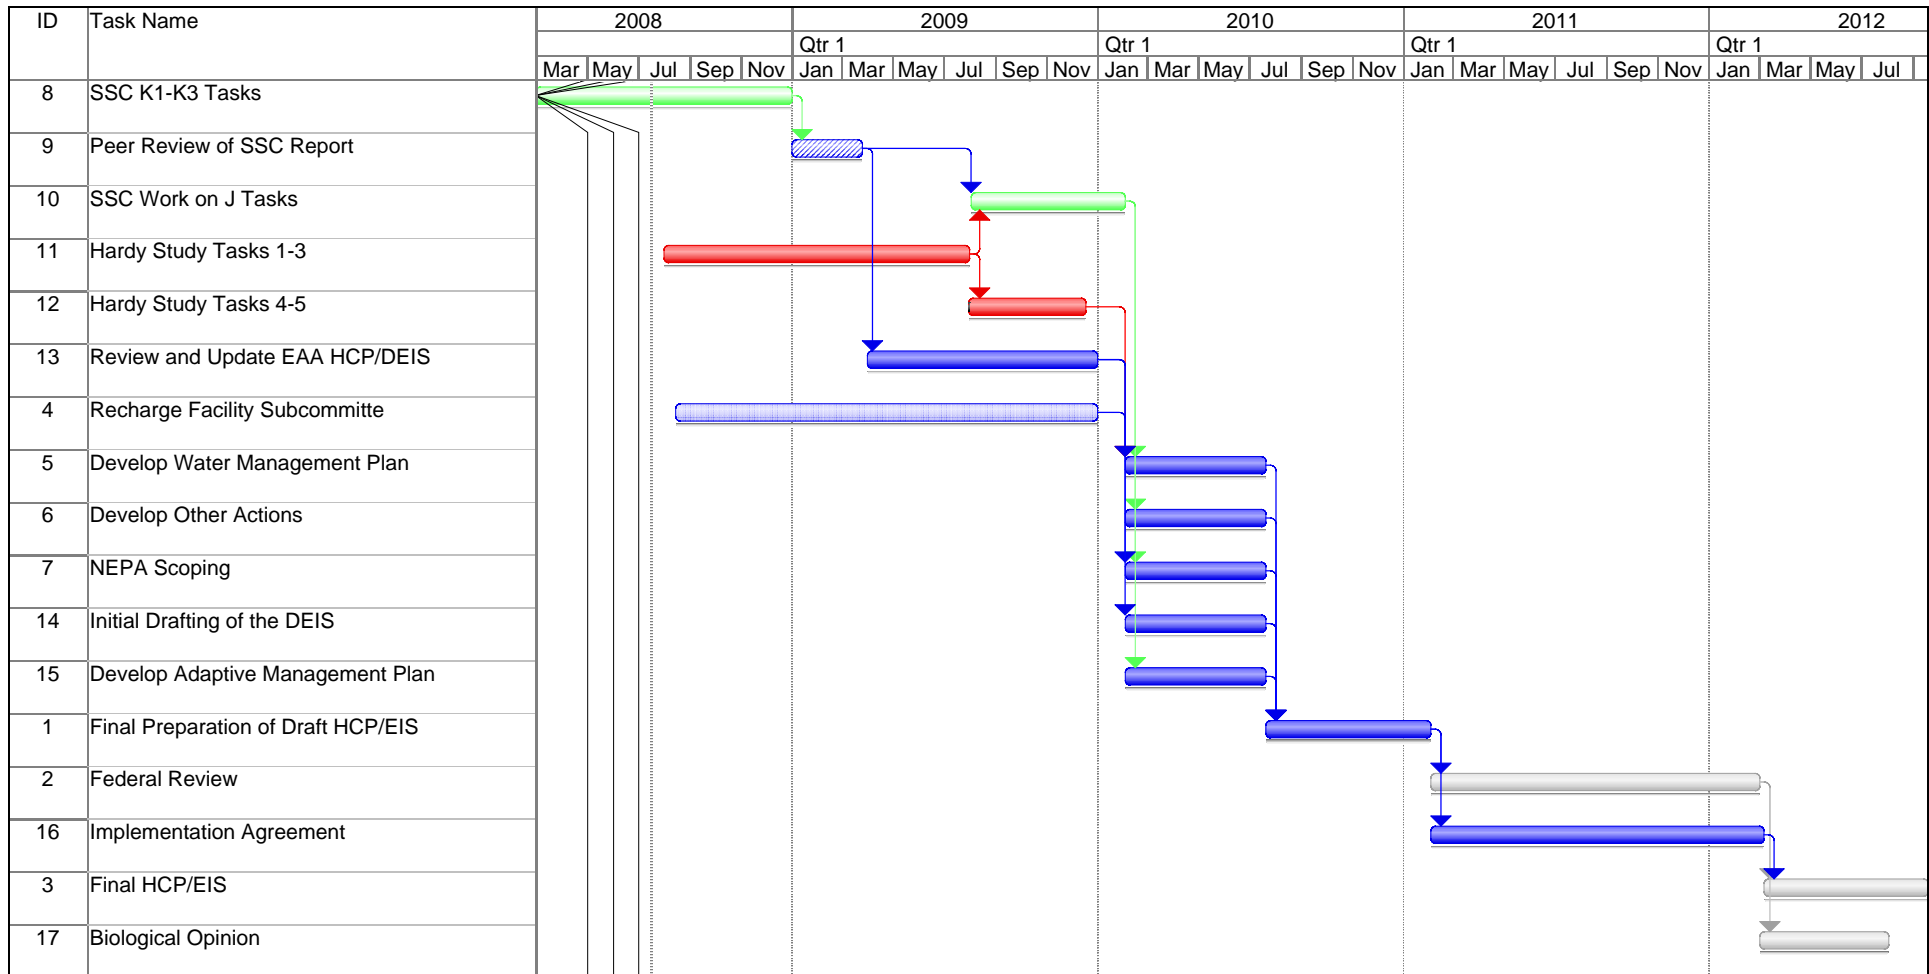 ID Task Name 2008 2009 2010 2011 2012
Qtr 1 Qtr 1 Qtr 1 Qtr 1
Mar May Jul Sep Nov Jan Mar May Jul Sep Nov Jan Mar May Jul Sep Nov Jan Mar May Jul Sep Nov Jan Mar May Jul
8 SSC K1-K3 Tasks
9 Peer Review of SSC Report
10 SSC Work on J Tasks
11 Hardy Study Tasks 1-3
12 Hardy Study Tasks 4-5
13 Review and Update EAA HCP/DEIS
4 Recharge Facility Subcommitte
5 Develop Water Management Plan
6 Develop Other Actions
7 NEPA Scoping
14 Initial Drafting of the DEIS
15 Develop Adaptive Management Plan
1 Final Preparation of Draft HCP/EIS
2 Federal Review
16 Implementation Agreement
3 Final HCP/EIS
17 Biological Opinion